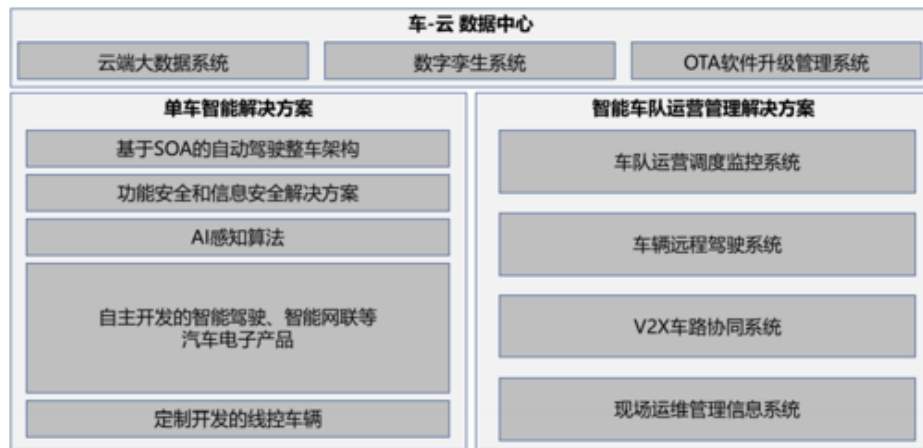 车-云 数据中心
云端大数据系统
数字孪生系统
OTA软件升级管理系统
单车智能解决方案
基于SOA的自动驾驶整车架构
功能安全和信息安全解决方案
AI感知算法
自主开发的智能驾驶、智能网联等
汽车电子产品
定制开发的线控车辆
智能车队运营管理解决方案
车队运营调度监控系统
车辆远程驾驶系统
V2X车路协同系统
现场运维管理信息系统